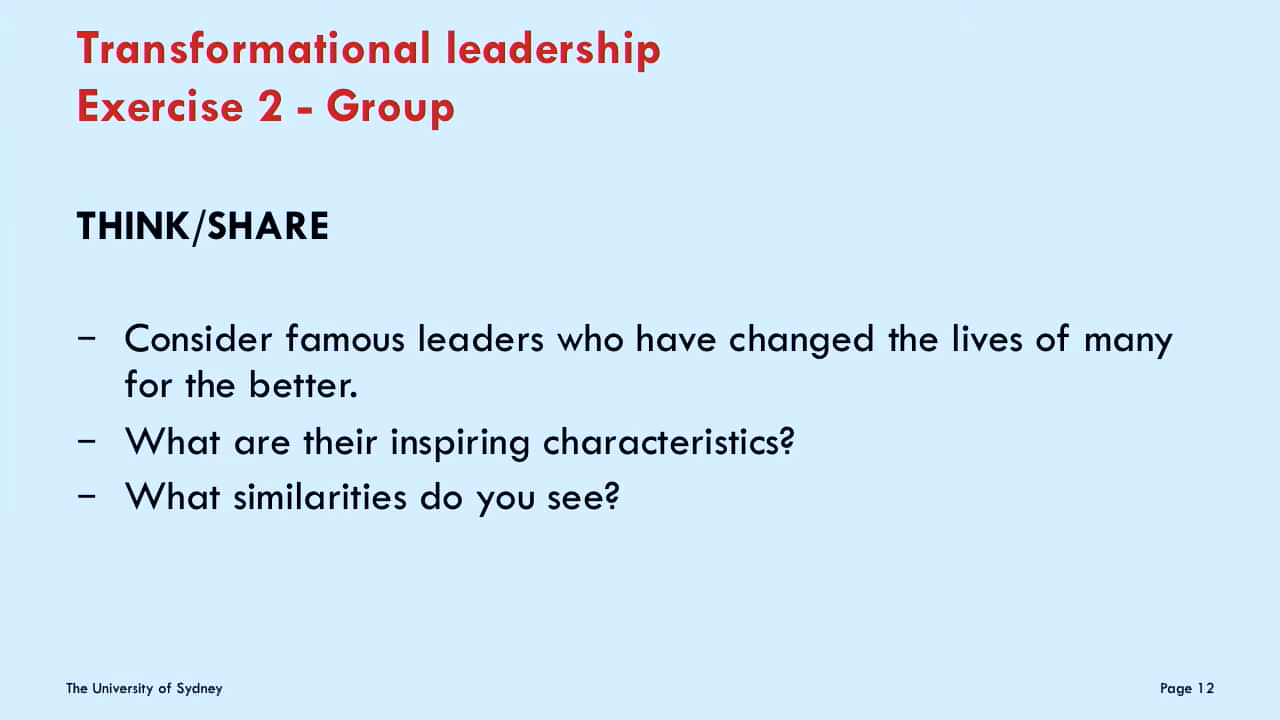 Transformational leadership
Exercise 2 - Group
THINK/SHARE
– Consider famous leaders who have changed the lives of many
for the better.
– What are their inspiring characteristics?
– What similarities do you see?
The University of Sydney
Page 12